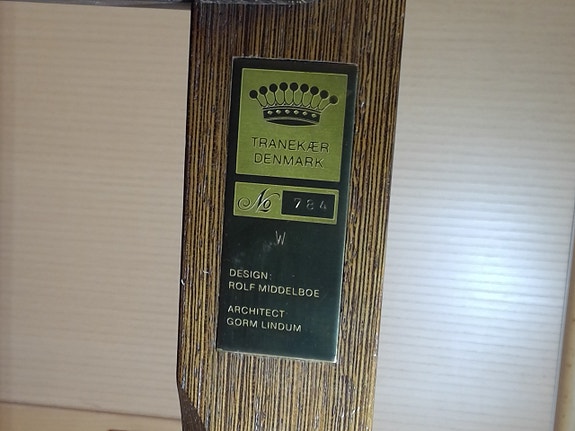 TRANEKÆR
DENMARK
No 784
W
DESIGN:
ROLF MIDDELBOE
ARCHITECT
GORM LINDUM